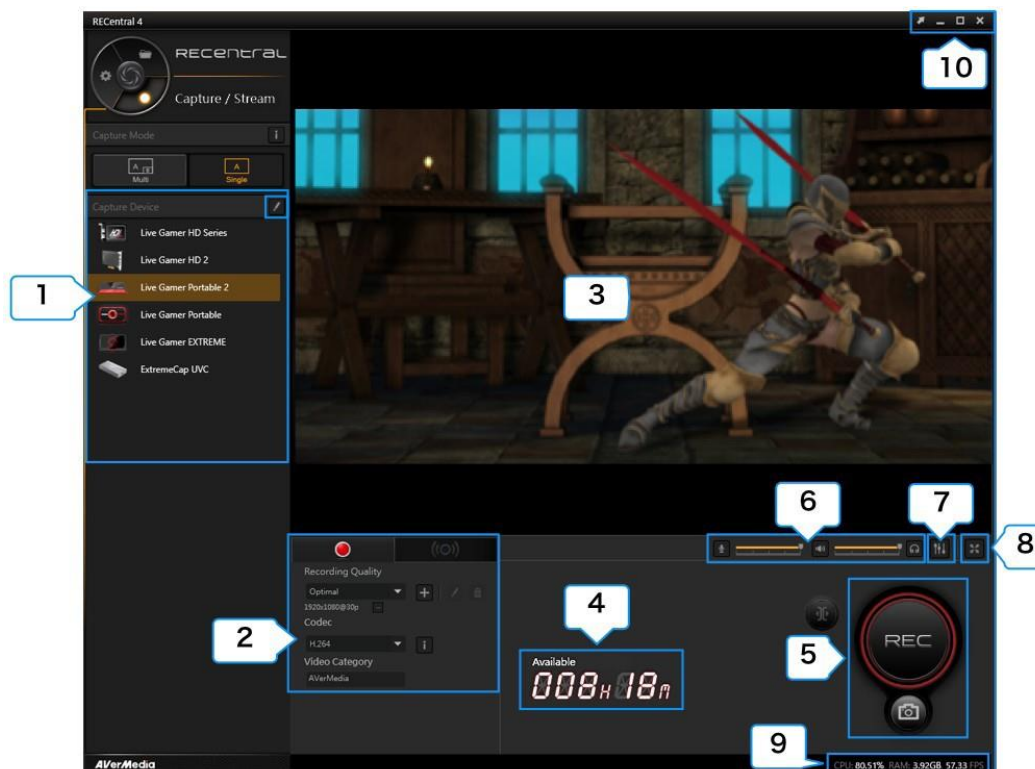 RECentral 4
10
RECentral
Capture / Stream
Capture Mode
i
A
Multi
A
Single
Capture Device
Live Gamer HD Series
Live Gamer HD 2
1
Live Gamer Portable 2
3
Live Gamer Portable
Live Gamer EXTREME
ExtremeCap UVC
6
7
8
Recording Quality
Optimal
1920x1080@30p
2
Codec
H.264
i
Video Category
AVerMedia
4
Available
008H 18m
5
REC
9
AVerMedia
CPU: 80.51% RAM: 3.92GB 57.33 FPS